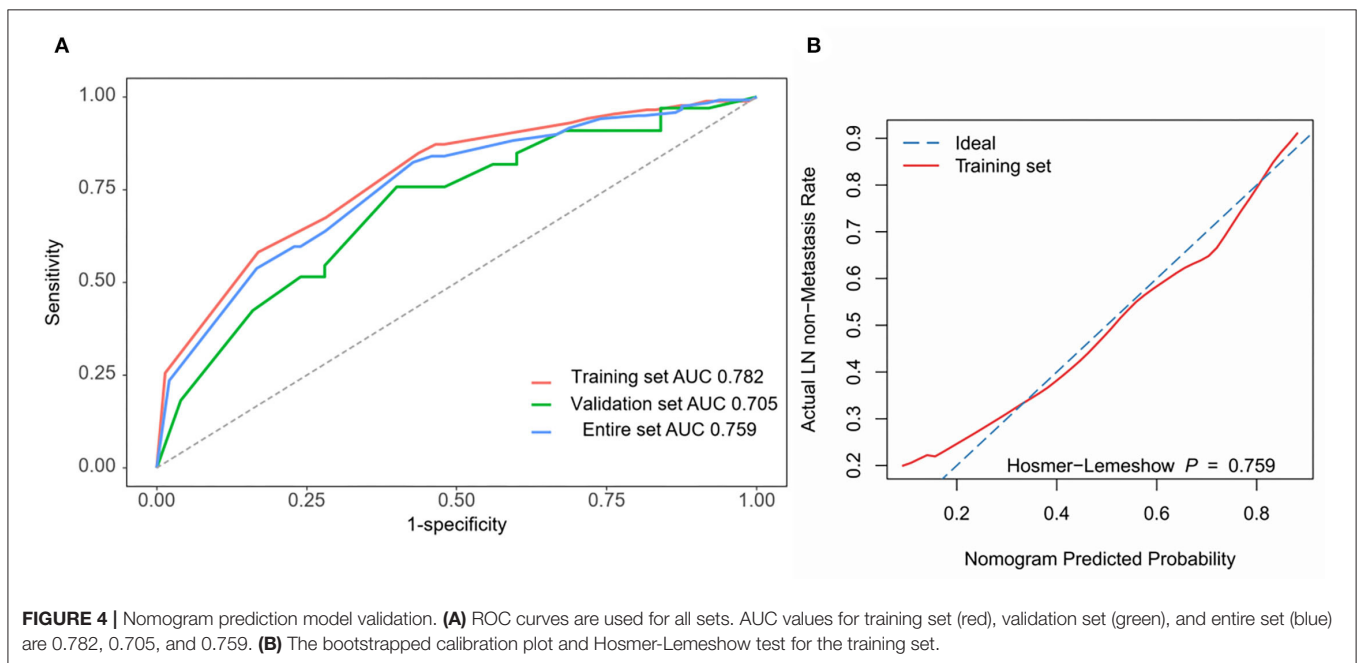 A
Sensitivity
1.00
0.75
0.50
0.25
0.00
Training set AUC 0.782
Validation set AUC 0.705
Entire set AUC 0.759
0.00 0.25 0.50 0.75 1.00
1-specificity
B
Actual LN non−Metastasis Rate
0.9
0.8
0.7
0.6
0.5
0.4
0.3
0.2
Ideal
Training set
Hosmer−Lemeshow P = 0.759
0.2 0.4 0.6 0.8
Nomogram Predicted Probability
FIGURE 4 | Nomogram prediction model validation. (A) ROC curves are used for all sets. AUC values for training set (red), validation set (green), and entire set (blue)
are 0.782, 0.705, and 0.759. (B) The bootstrapped calibration plot and Hosmer-Lemeshow test for the training set.